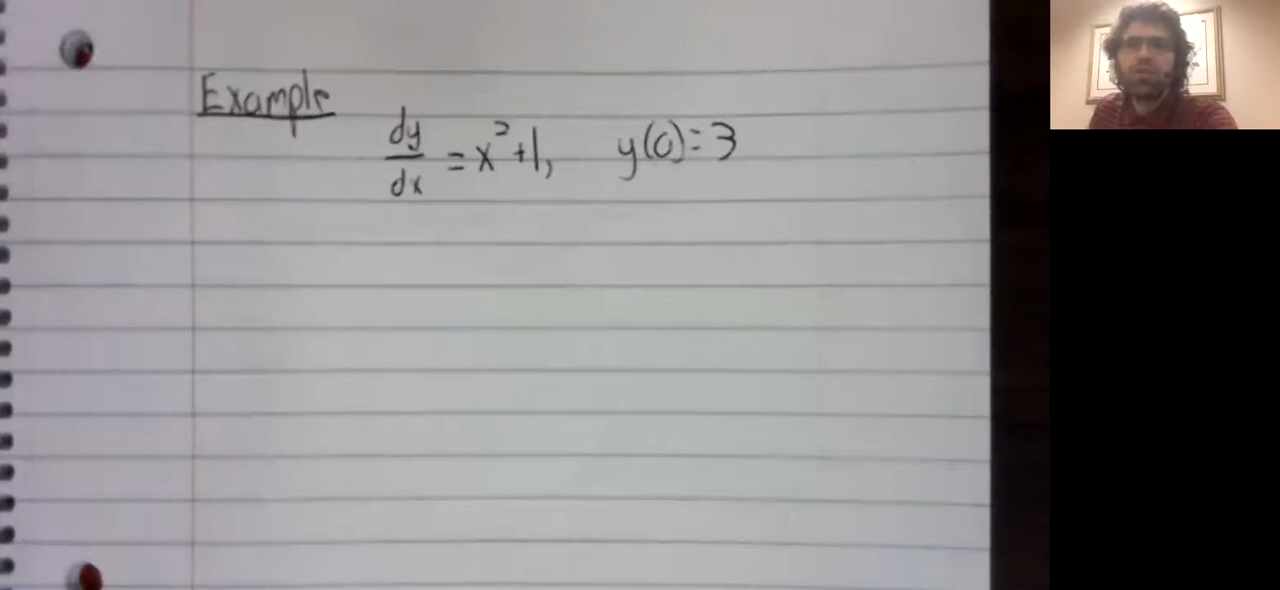 Example
dy/dx = x²+1, y(0)=3